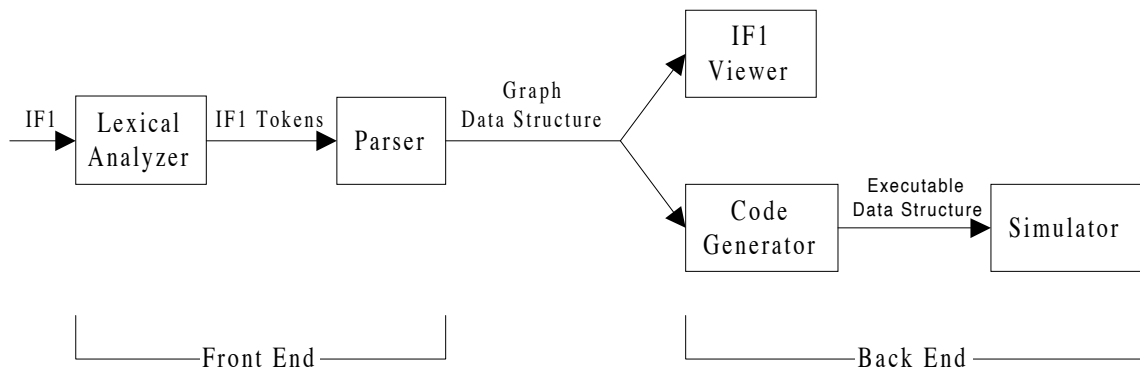 IF1
Lexical
Analyzer
IF1 Tokens
Parser
Graph
Data Structure
IF1
Viewer
Code
Generator
Executable
Data Structure
Simulator
Front End
Back End